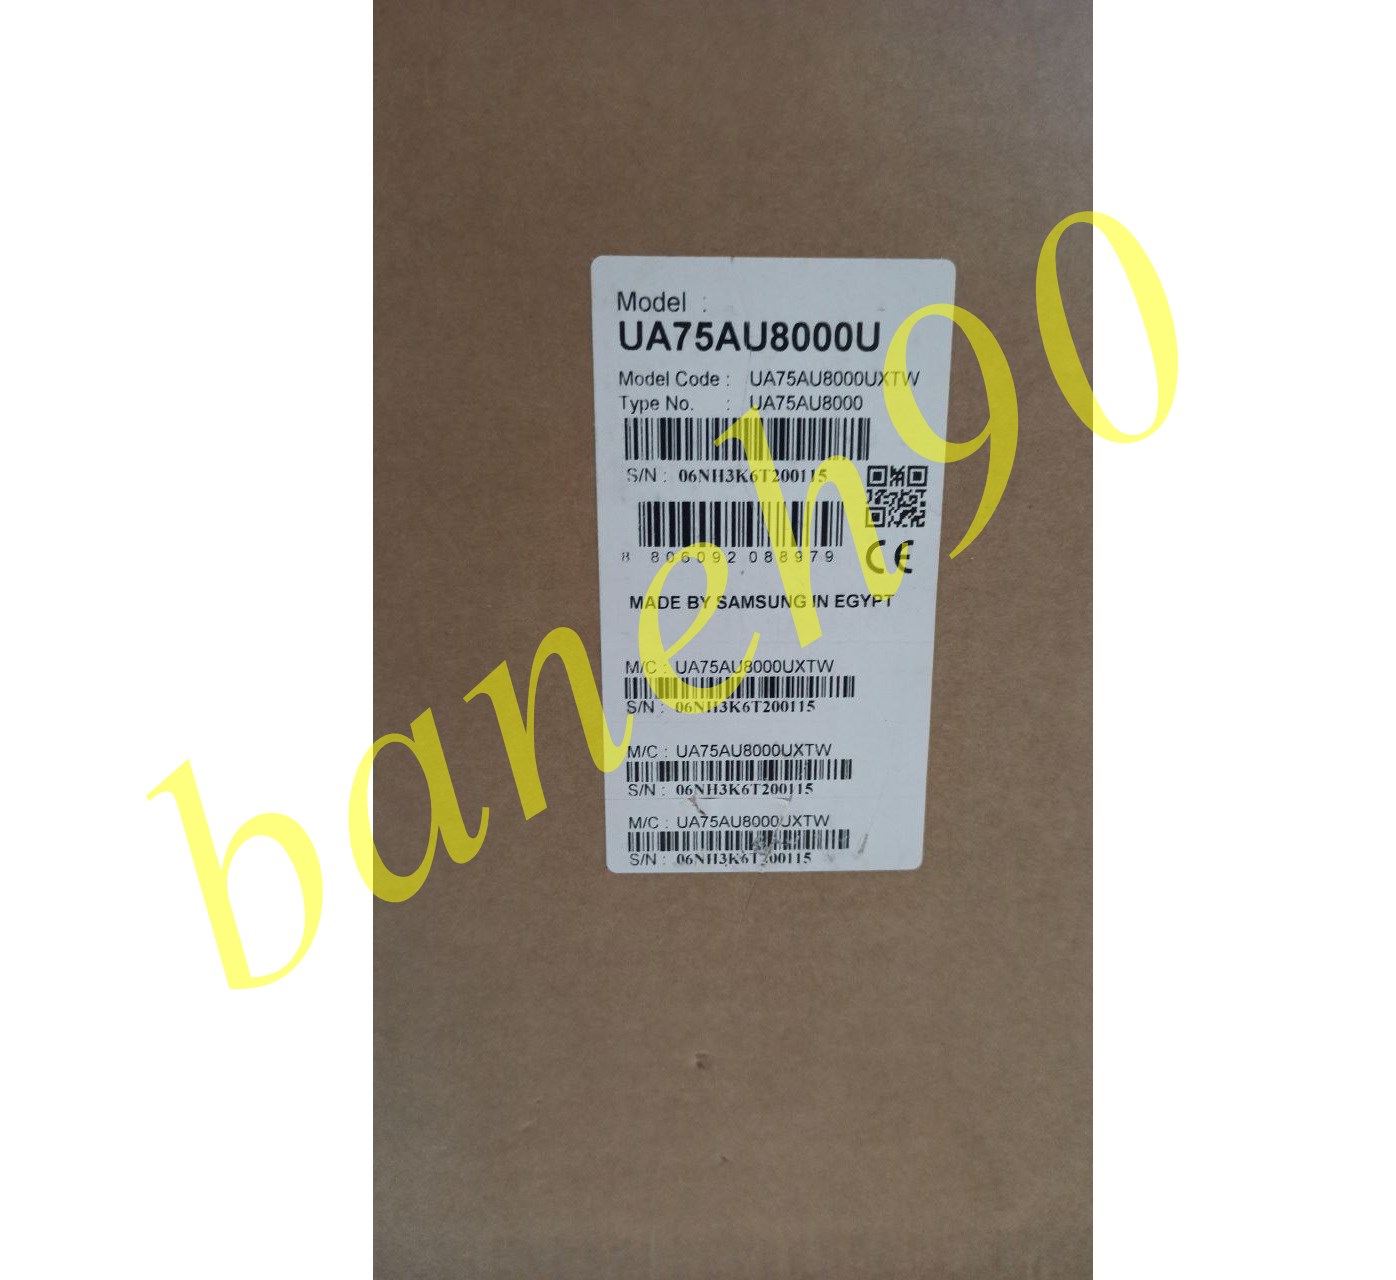 Model :
UA75AU8000U
Model Code : UA75AU8000UXTW
Type No. : UA75AU8000
S/N : 06NH3K6T200115
8 806092 088979
CE
MADE BY SAMSUNG IN EGYPT
M/C : UA75AU8000UXTW
S/N : 06NH3K6T200115
M/C : UA75AU8000UXTW
S/N : 06NH3K6T200115
M/C : UA75AU8000UXTW
S/N : 06NH3K6T200115
baneh90